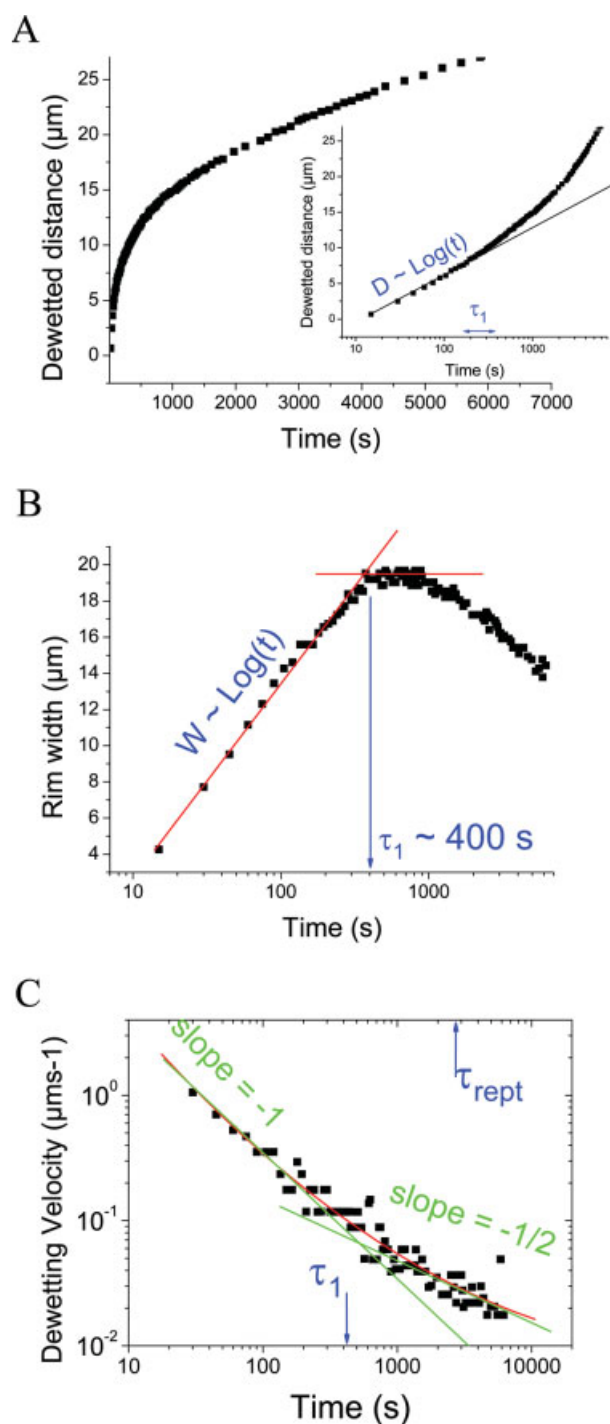 A
Dewetted distance (µm)
25
20
15
10
5
0
1000 2000 3000 4000 5000 6000 7000
Time (s)
Dewetted distance (µm)
25
20
15
10
5
0
D ~ Log(t)
τ1
10 100 1000
Time (s)
B
Rim width (µm)
20
18
16
14
12
10
8
6
4
W ~ Log(t)
τ1 ~ 400 s
10 100 1000
Time (s)
C
Dewetting Velocity (µms-1)
10^0
10^-1
10^-2
slope = -1
τrept
slope = -1/2
τ1
10 100 1000 10000
Time (s)